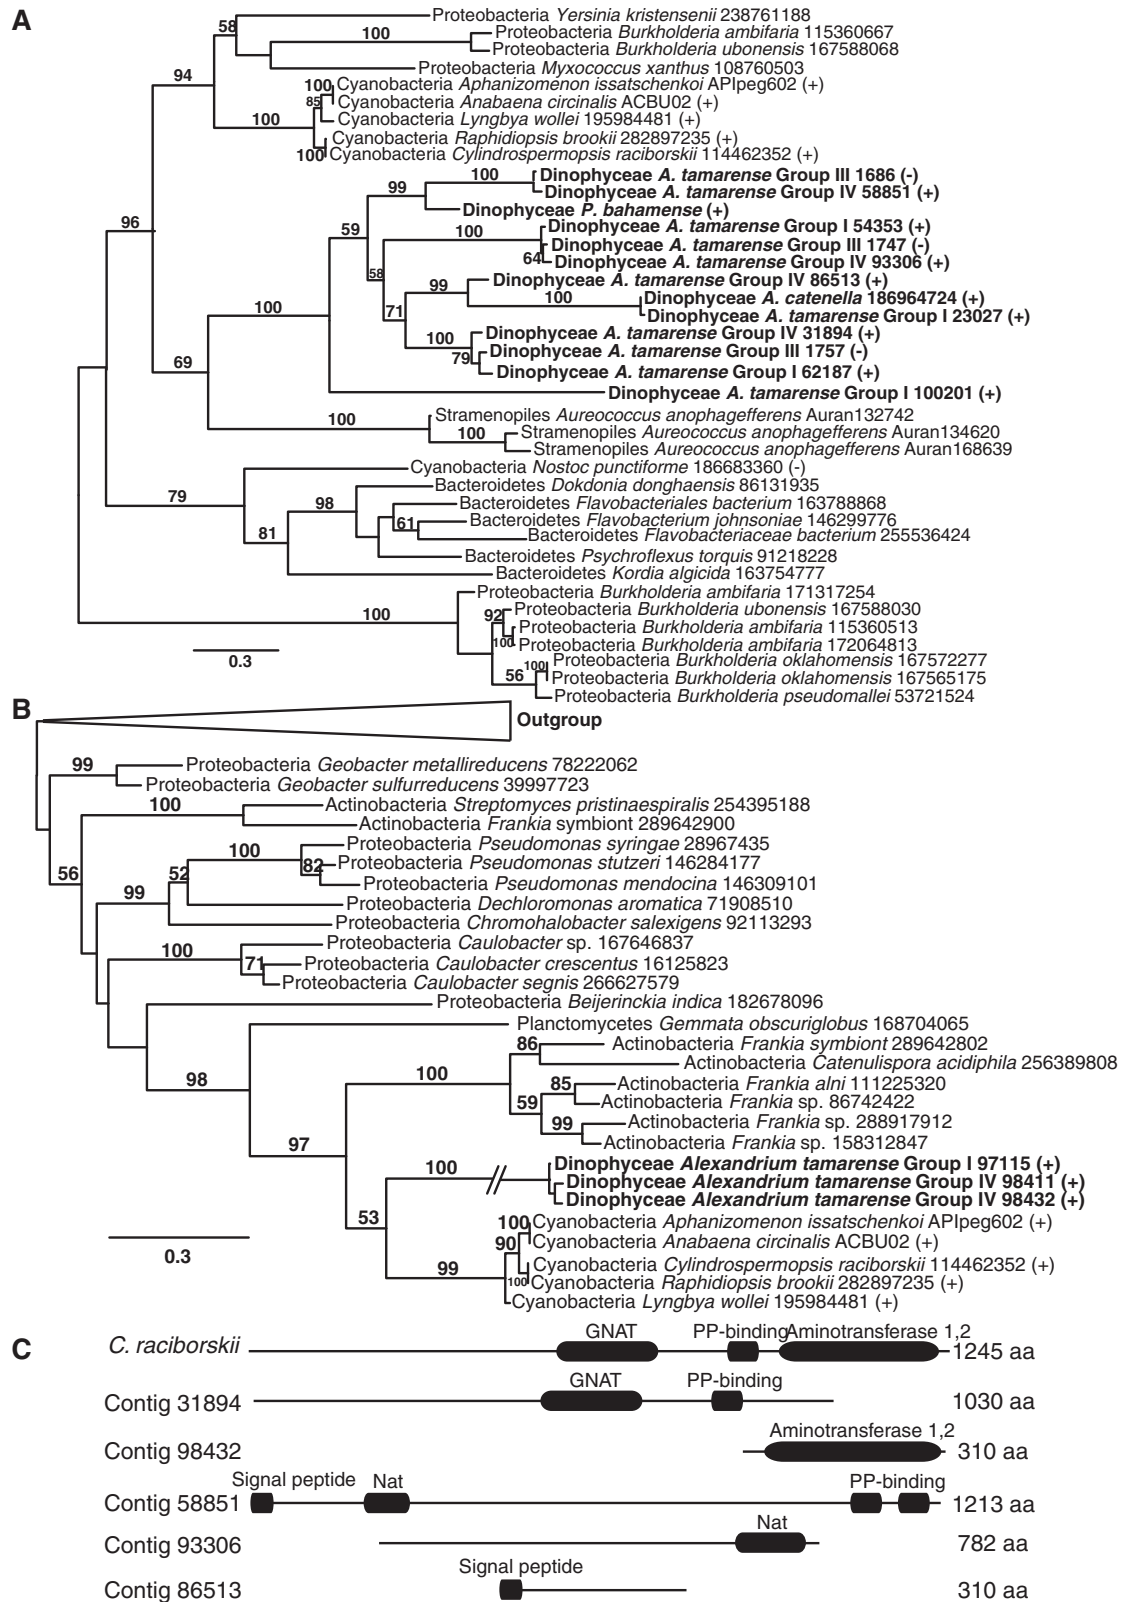 A
Proteobacteria Yersinia kristensenii 238761188
58
Proteobacteria Burkholderia ambifaria 115360667
100
Proteobacteria Burkholderia ubonensis 167588068
Proteobacteria Myxococcus xanthus 108760503
94
100 Cyanobacteria Aphanizomenon issatschenkoi APIpeg602 (+)
85 Cyanobacteria Anabaena circinalis ACBU02 (+)
100 Cyanobacteria Lyngbya wollei 195984481 (+)
Cyanobacteria Raphidiopsis brookii 282897235 (+)
100 Cyanobacteria Cylindrospermopsis raciborskii 114462352 (+)
100 Dinophyceae A. tamarense Group III 1686 (-)
99 Dinophyceae A. tamarense Group IV 58851 (+)
Dinophyceae P. bahamense (+)
96
59 100 Dinophyceae A. tamarense Group I 54353 (+)
Dinophyceae A. tamarense Group III 1747 (-)
64 Dinophyceae A. tamarense Group IV 93306 (+)
58
99 Dinophyceae A. tamarense Group IV 86513 (+)
100 Dinophyceae A. catenella 186964724 (+)
100 71 Dinophyceae A. tamarense Group I 23027 (+)
100 Dinophyceae A. tamarense Group IV 31894 (+)
79 Dinophyceae A. tamarense Group III 1757 (-)
69 Dinophyceae A. tamarense Group I 62187 (+)
Dinophyceae A. tamarense Group I 100201 (+)
100 Stramenopiles Aureococcus anophagefferens Auran132742
100 Stramenopiles Aureococcus anophagefferens Auran134620
Stramenopiles Aureococcus anophagefferens Auran168639
Cyanobacteria Nostoc punctiforme 186683360 (-)
79 Bacteroidetes Dokdonia donghaensis 86131935
98 Bacteroidetes Flavobacteriales bacterium 163788868
61 Bacteroidetes Flavobacterium johnsoniae 146299776
81 Bacteroidetes Flavobacteriaceae bacterium 255536424
Bacteroidetes Psychroflexus torquis 91218228
Bacteroidetes Kordia algicida 163754777
Proteobacteria Burkholderia ambifaria 171317254
100 92 Proteobacteria Burkholderia ubonensis 167588030
Proteobacteria Burkholderia ambifaria 115360513
100 Proteobacteria Burkholderia ambifaria 172064813
100 Proteobacteria Burkholderia oklahomensis 167572277
56 Proteobacteria Burkholderia oklahomensis 167565175
Proteobacteria Burkholderia pseudomallei 53721524
0.3
B
Outgroup
99 Proteobacteria Geobacter metallireducens 78222062
Proteobacteria Geobacter sulfurreducens 39997723
100 Actinobacteria Streptomyces pristinaespiralis 254395188
Actinobacteria Frankia symbiont 289642900
100 Proteobacteria Pseudomonas syringae 28967435
82 Proteobacteria Pseudomonas stutzeri 146284177
56 52 Proteobacteria Pseudomonas mendocina 146309101
99 Proteobacteria Dechloromonas aromatica 71908510
Proteobacteria Chromohalobacter salexigens 92113293
100 Proteobacteria Caulobacter sp. 167646837
71 Proteobacteria Caulobacter crescentus 16125823
Proteobacteria Caulobacter segnis 266627579
Proteobacteria Beijerinckia indica 182678096
Planctomycetes Gemmata obscuriglobus 168704065
86 Actinobacteria Frankia symbiont 289642802
Actinobacteria Catenulispora acidiphila 256389808
98 100 85 Actinobacteria Frankia alni 111225320
59 Actinobacteria Frankia sp. 86742422
99 Actinobacteria Frankia sp. 288917912
97 Actinobacteria Frankia sp. 158312847
100 Dinophyceae Alexandrium tamarense Group I 97115 (+)
Dinophyceae Alexandrium tamarense Group IV 98411 (+)
Dinophyceae Alexandrium tamarense Group IV 98432 (+)
53 100 Cyanobacteria Aphanizomenon issatschenkoi APIpeg602 (+)
90 Cyanobacteria Anabaena circinalis ACBU02 (+)
99 Cyanobacteria Cylindrospermopsis raciborskii 114462352 (+)
100 Cyanobacteria Raphidiopsis brookii 282897235 (+)
Cyanobacteria Lyngbya wollei 195984481 (+)
0.3
C
GNAT PP-binding Aminotransferase 1,2
C. raciborskii 1245 aa
GNAT PP-binding
Contig 31894 1030 aa
Aminotransferase 1,2
Contig 98432 310 aa
Signal peptide Nat PP-binding
Contig 58851 1213 aa
Nat
Contig 93306 782 aa
Signal peptide
Contig 86513 310 aa